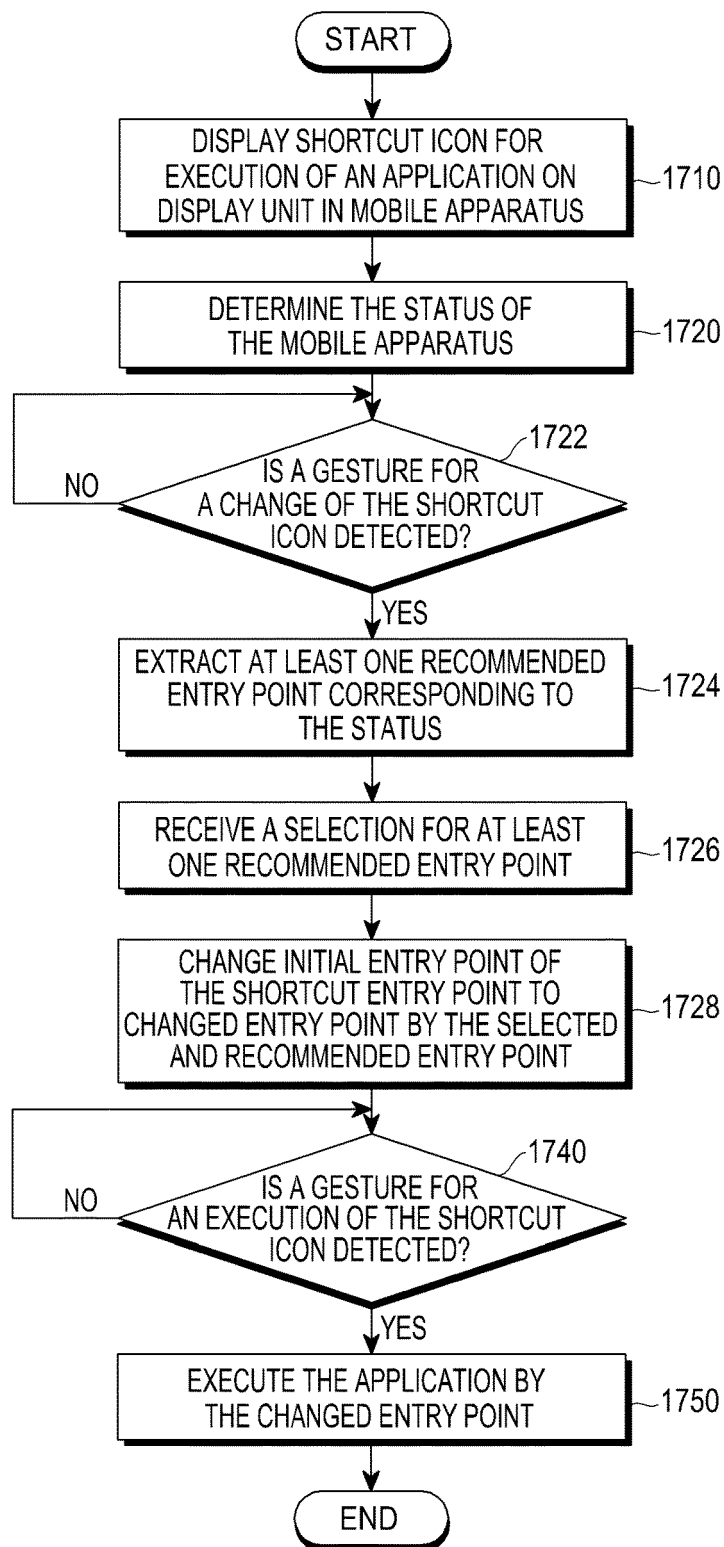 START
DISPLAY SHORTCUT ICON FOR
EXECUTION OF AN APPLICATION ON
DISPLAY UNIT IN MOBILE APPARATUS
1710
DETERMINE THE STATUS OF
THE MOBILE APPARATUS
1720
1722
IS A GESTURE FOR
A CHANGE OF THE SHORTCUT
ICON DETECTED?
NO
YES
EXTRACT AT LEAST ONE RECOMMENDED
ENTRY POINT CORRESPONDING TO
THE STATUS
1724
RECEIVE A SELECTION FOR AT LEAST
ONE RECOMMENDED ENTRY POINT
1726
CHANGE INITIAL ENTRY POINT OF
THE SHORTCUT ENTRY POINT TO
CHANGED ENTRY POINT BY THE SELECTED
AND RECOMMENDED ENTRY POINT
1728
1740
IS A GESTURE FOR
AN EXECUTION OF THE SHORTCUT
ICON DETECTED?
NO
YES
EXECUTE THE APPLICATION BY
THE CHANGED ENTRY POINT
1750
END